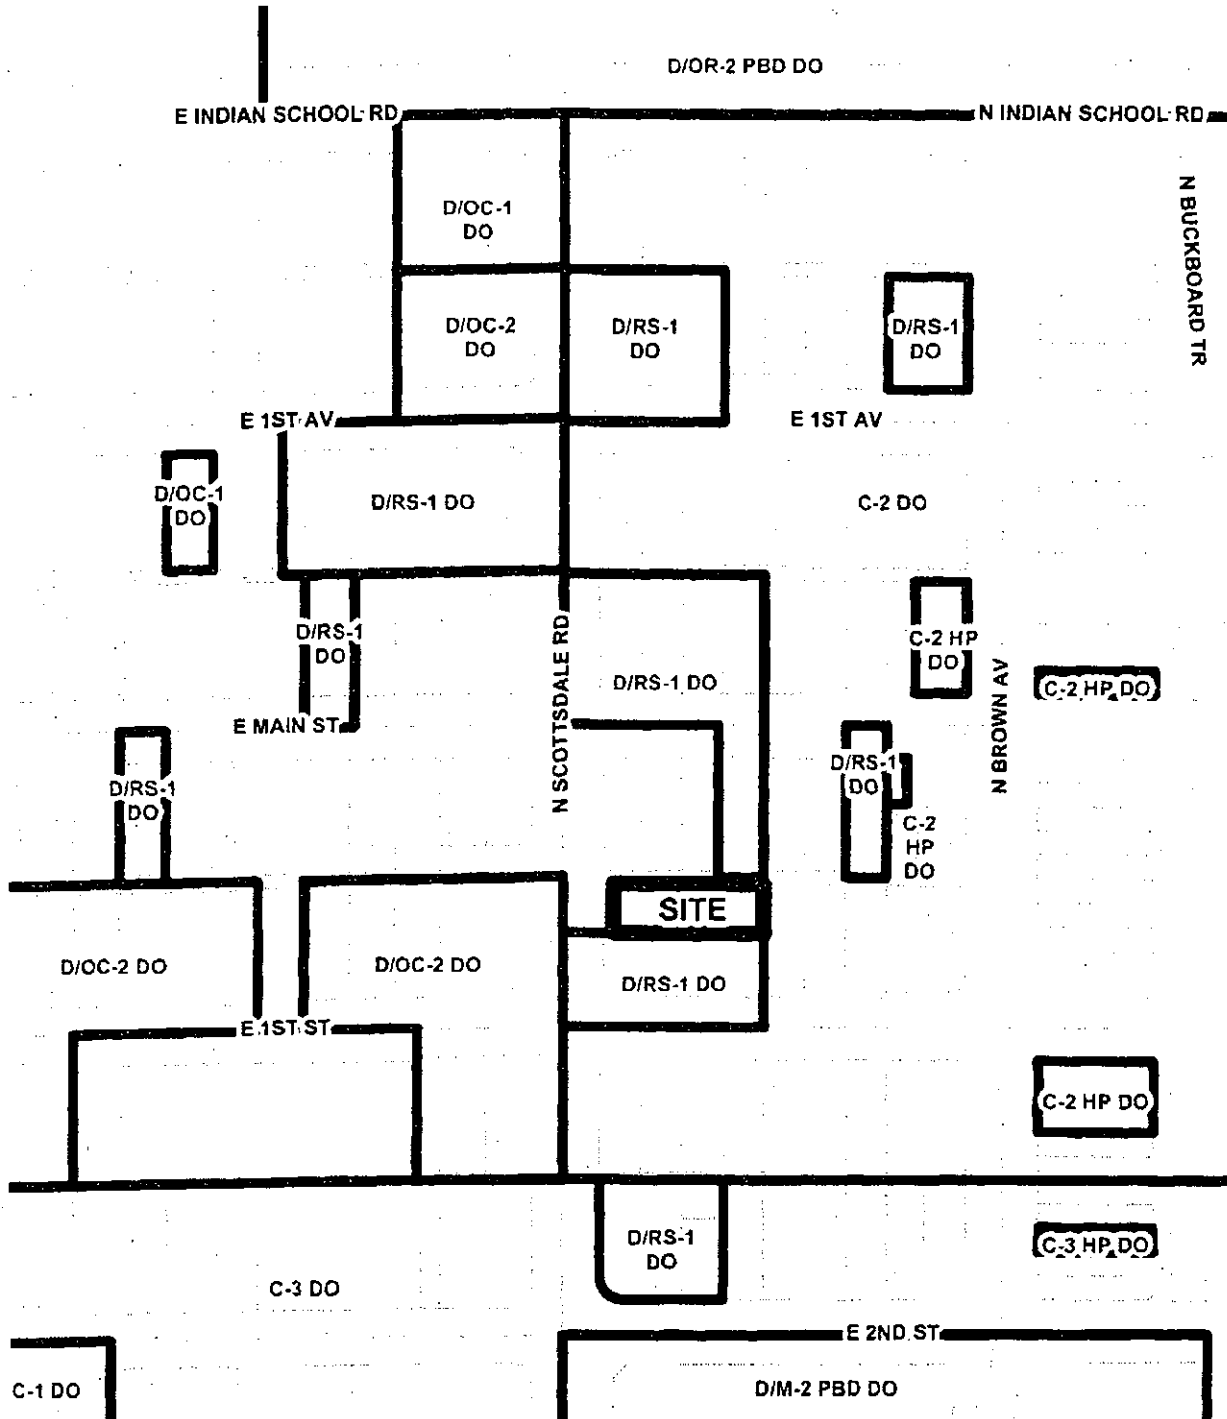 D/OR-2 PBD DO
E INDIAN SCHOOL RD
N INDIAN SCHOOL RD
N BUCKBOARD TR
D/OC-1
DO
D/OC-2
DO
D/RS-1
DO
D/RS-1
DO
E 1ST AV
E 1ST AV
D/OC-1
DO
D/RS-1 DO
C-2 DO
D/RS-1
DO
N SCOTTSDALE RD
D/RS-1 DO
C-2 HP
DO
N BROWN AV
C-2 HP DO
E MAIN ST
D/RS-1
DO
D/RS-1
DO
C-2
HP
DO
SITE
D/OC-2 DO
D/OC-2 DO
D/RS-1 DO
E 1ST ST
C-2 HP DO
D/RS-1
DO
C-3 HP DO
C-3 DO
E 2ND ST
C-1 DO
D/M-2 PBD DO